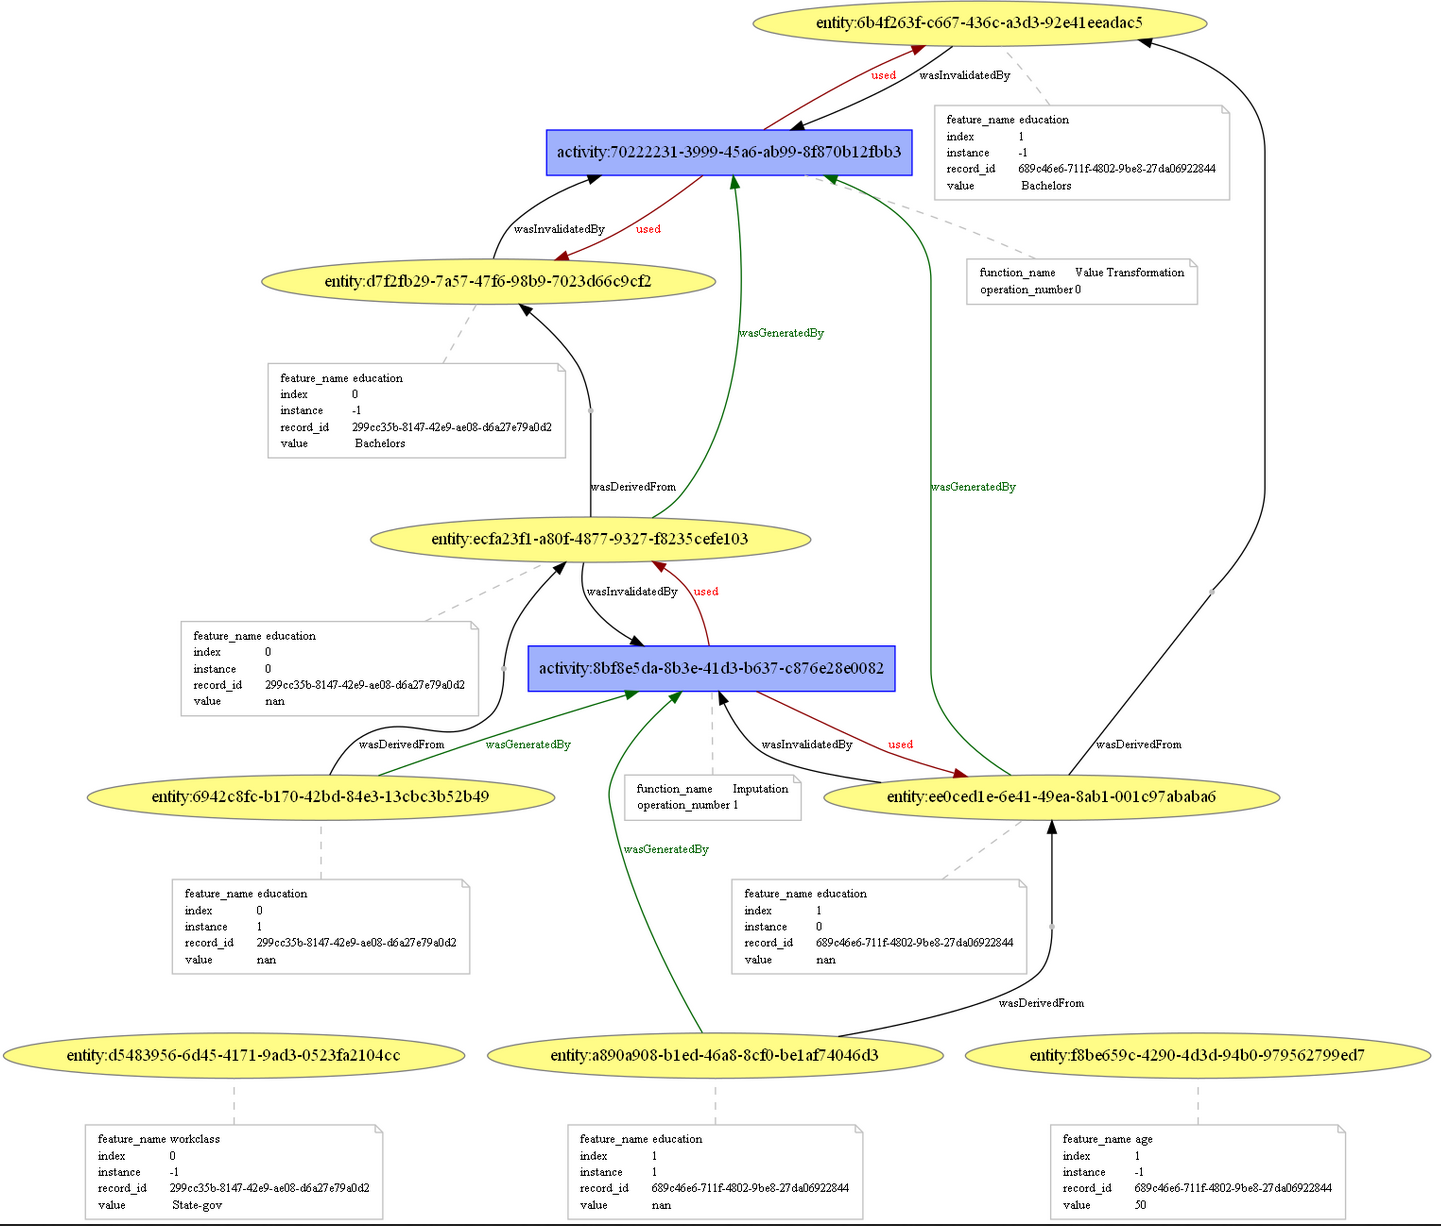 entity:6b4f263f-c667-436c-a3d3-92e41eeadac5
used
wasInvalidatedBy
feature_name education
index 1
instance -1
record_id 689c46e6-711f-4802-9be8-27da06922844
value Bachelors
activity:70222231-3999-45a6-ab99-8f870b12fbb3
wasInvalidatedBy
used
function_name Value Transformation
operation_number 0
entity:d7f2fb29-7a57-47f6-98b9-7023d66c9cf2
wasGeneratedBy
feature_name education
index 0
instance -1
record_id 299cc35b-8147-42e9-ae08-d6a27e79a0d2
value Bachelors
wasDerivedFrom
wasGeneratedBy
entity:ecfa23f1-a80f-4877-9327-f8235cefe103
wasInvalidatedBy
used
feature_name education
index 0
instance 0
record_id 299cc35b-8147-42e9-ae08-d6a27e79a0d2
value nan
activity:8bf8e5da-8b3e-41d3-b637-c876e28e0082
wasDerivedFrom
wasGeneratedBy
wasInvalidatedBy
used
wasDerivedFrom
entity:6942c8fc-b170-42bd-84e3-13cbc3b52b49
function_name Imputation
operation_number 1
entity:ee0ced1e-6e41-49ea-8ab1-001c97ababa6
wasGeneratedBy
feature_name education
index 0
instance 1
record_id 299cc35b-8147-42e9-ae08-d6a27e79a0d2
value nan
feature_name education
index 1
instance 0
record_id 689c46e6-711f-4802-9be8-27da06922844
value nan
wasDerivedFrom
entity:d5483956-6d45-4171-9ad3-0523fa2104cc
entity:a890a908-b1ed-46a8-8cf0-be1af74046d3
entity:f8be659c-4290-4d3d-94b0-979562799ed7
feature_name workclass
index 0
instance -1
record_id 299cc35b-8147-42e9-ae08-d6a27e79a0d2
value State-gov
feature_name education
index 1
instance 1
record_id 689c46e6-711f-4802-9be8-27da06922844
value nan
feature_name age
index 1
instance -1
record_id 689c46e6-711f-4802-9be8-27da06922844
value 50